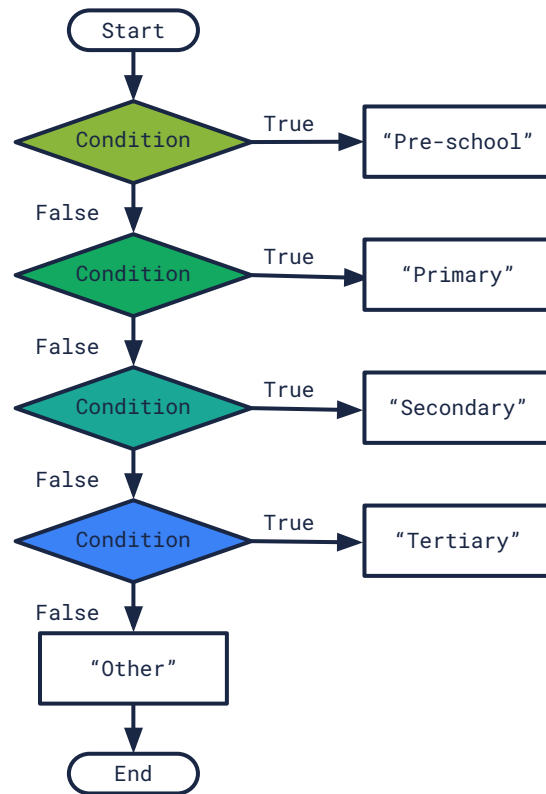 Start
Condition
True
“Pre-school”
False
Condition
True
“Primary”
False
Condition
True
“Secondary”
False
Condition
True
“Tertiary”
False
“Other”
End